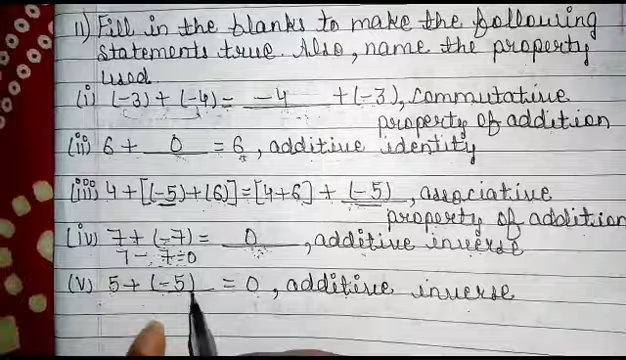 11) Fill in the blanks to make the following
statements true. Also, name the property
used.
(i) (-3) + (-4) = -4 + (-3), commutative
property of addition
(ii) 6 + 0 = 6, additive identity
(iii) 4 + [(-5) + (6)] = [4 + 6] + (-5), associative
property of addition
(iv) 7 + (-7) = 0, additive inverse
7 - 7 = 0
(v) 5 + (-5) = 0, additive inverse